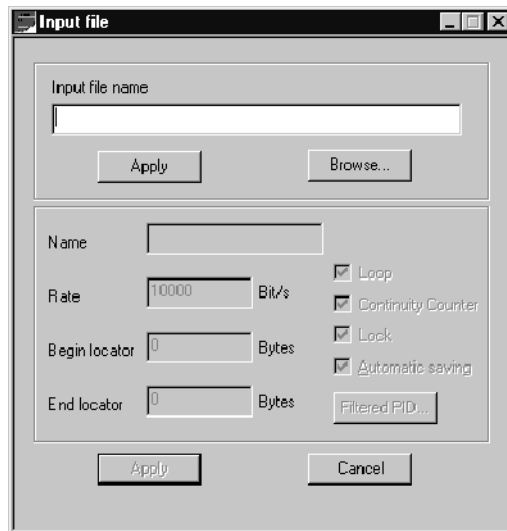 Input file
Input file name
Apply
Browse...
Name
Rate
10000
Bit/s
Begin locator
0
Bytes
End locator
0
Bytes
Loop
Continuity Counter
Lock
Automatic saving
Filtered PID...
Apply
Cancel